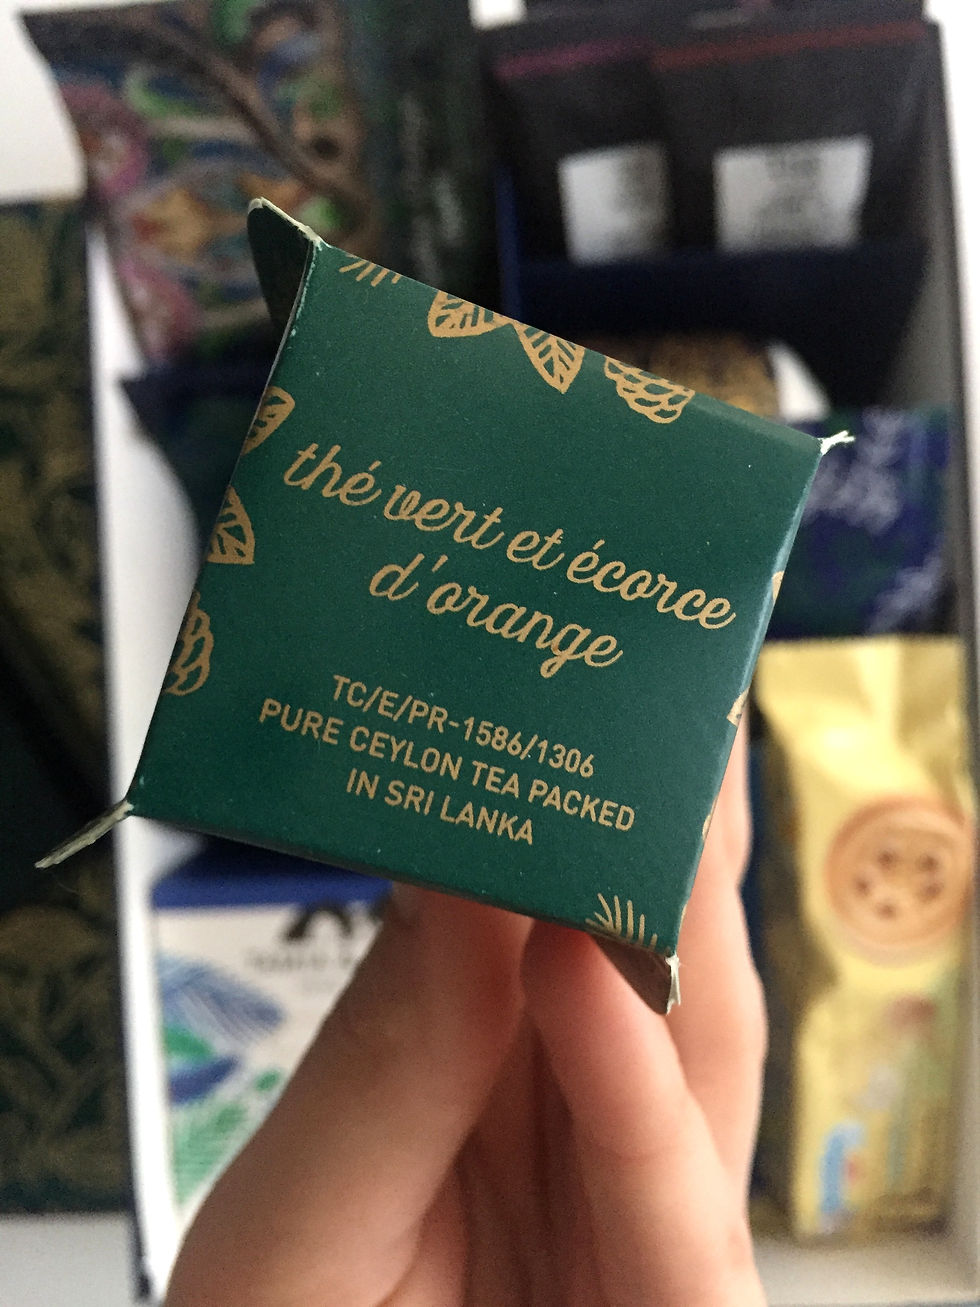 thé vert et écorce
d'orange
TC/E/PR-1586/1306
PURE CEYLON TEA PACKED
IN SRI LANKA